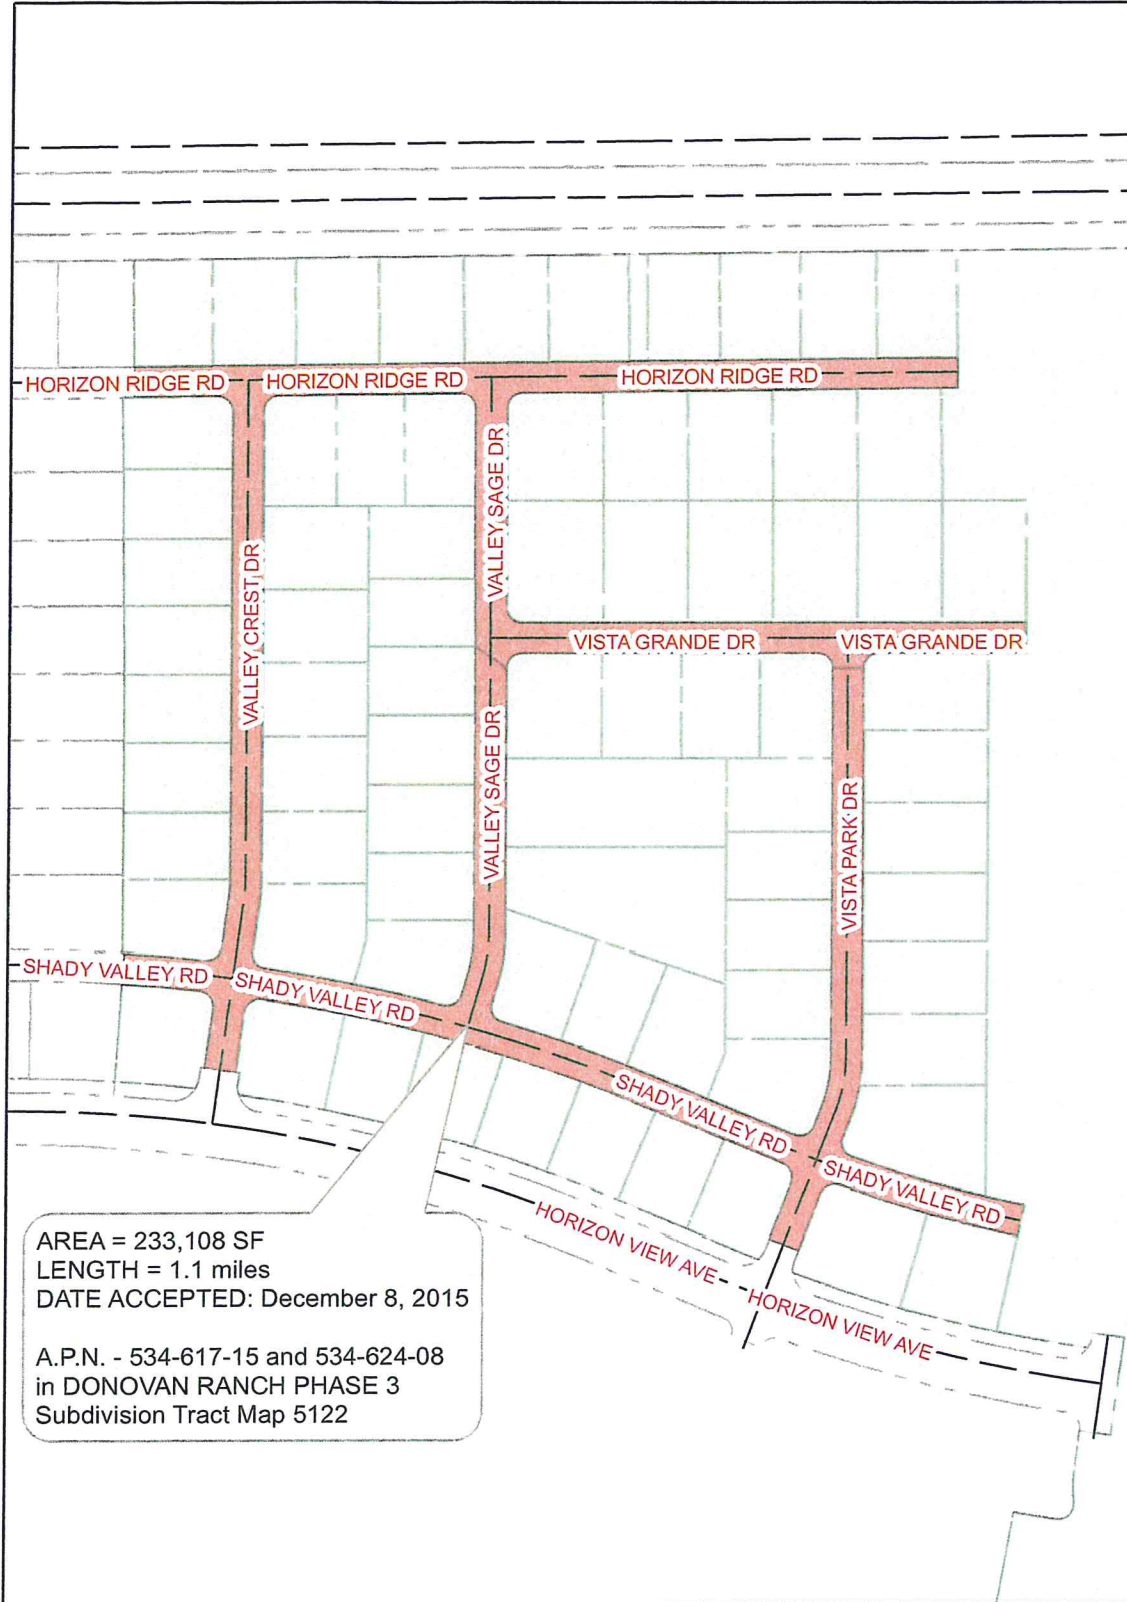 HORIZON RIDGE RD
HORIZON RIDGE RD
HORIZON RIDGE RD
VALLEY CREST DR
VALLEY SAGE DR
VALLEY SAGE DR
VISTA GRANDE DR
VISTA GRANDE DR
VISTA PARK DR
SHADY VALLEY RD
SHADY VALLEY RD
SHADY VALLEY RD
SHADY VALLEY RD
HORIZON VIEW AVE
HORIZON VIEW AVE
AREA = 233,108 SF
LENGTH = 1.1 miles
DATE ACCEPTED: December 8, 2015
A.P.N. - 534-617-15 and 534-624-08
in DONOVAN RANCH PHASE 3
Subdivision Tract Map 5122